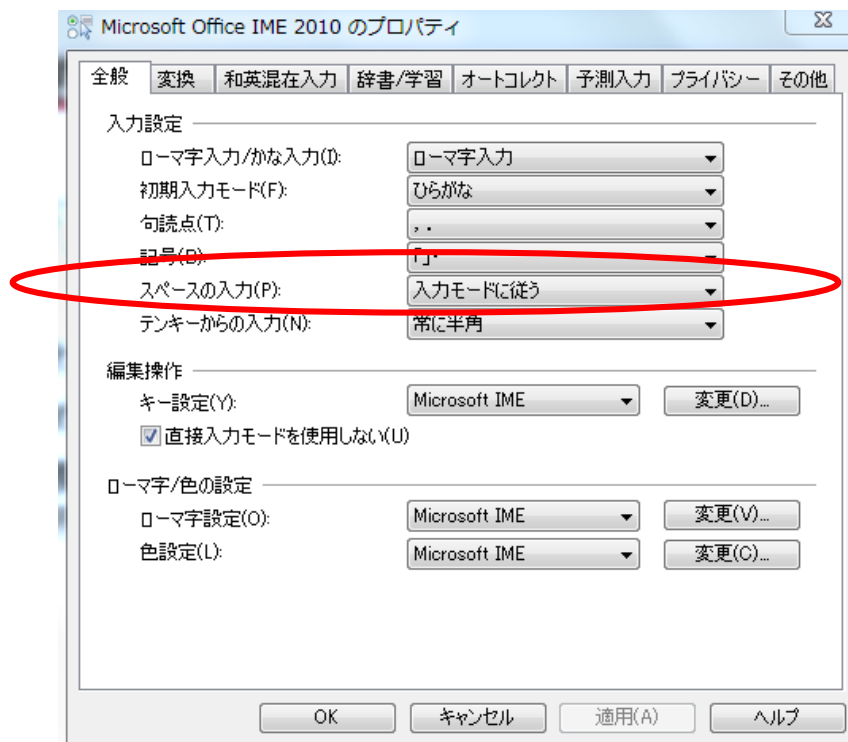 Microsoft Office IME 2010 のプロパティ
全般 変換 和英混在入力 辞書/学習 オートコレクト 予測入力 プライバシー その他
入力設定
ローマ字入力/かな入力(I): ローマ字入力
初期入力モード(F): ひらがな
句読点(T): ，．
記号(B): 「」・
スペースの入力(P): 入力モードに従う
テンキーからの入力(N): 常に半角
編集操作
キー設定(Y): Microsoft IME 変更(D)...
直接入力モードを使用しない(U)
ローマ字/色の設定
ローマ字設定(O): Microsoft IME 変更(V)...
色設定(L): Microsoft IME 変更(C)...
OK キャンセル 適用(A) ヘルプ